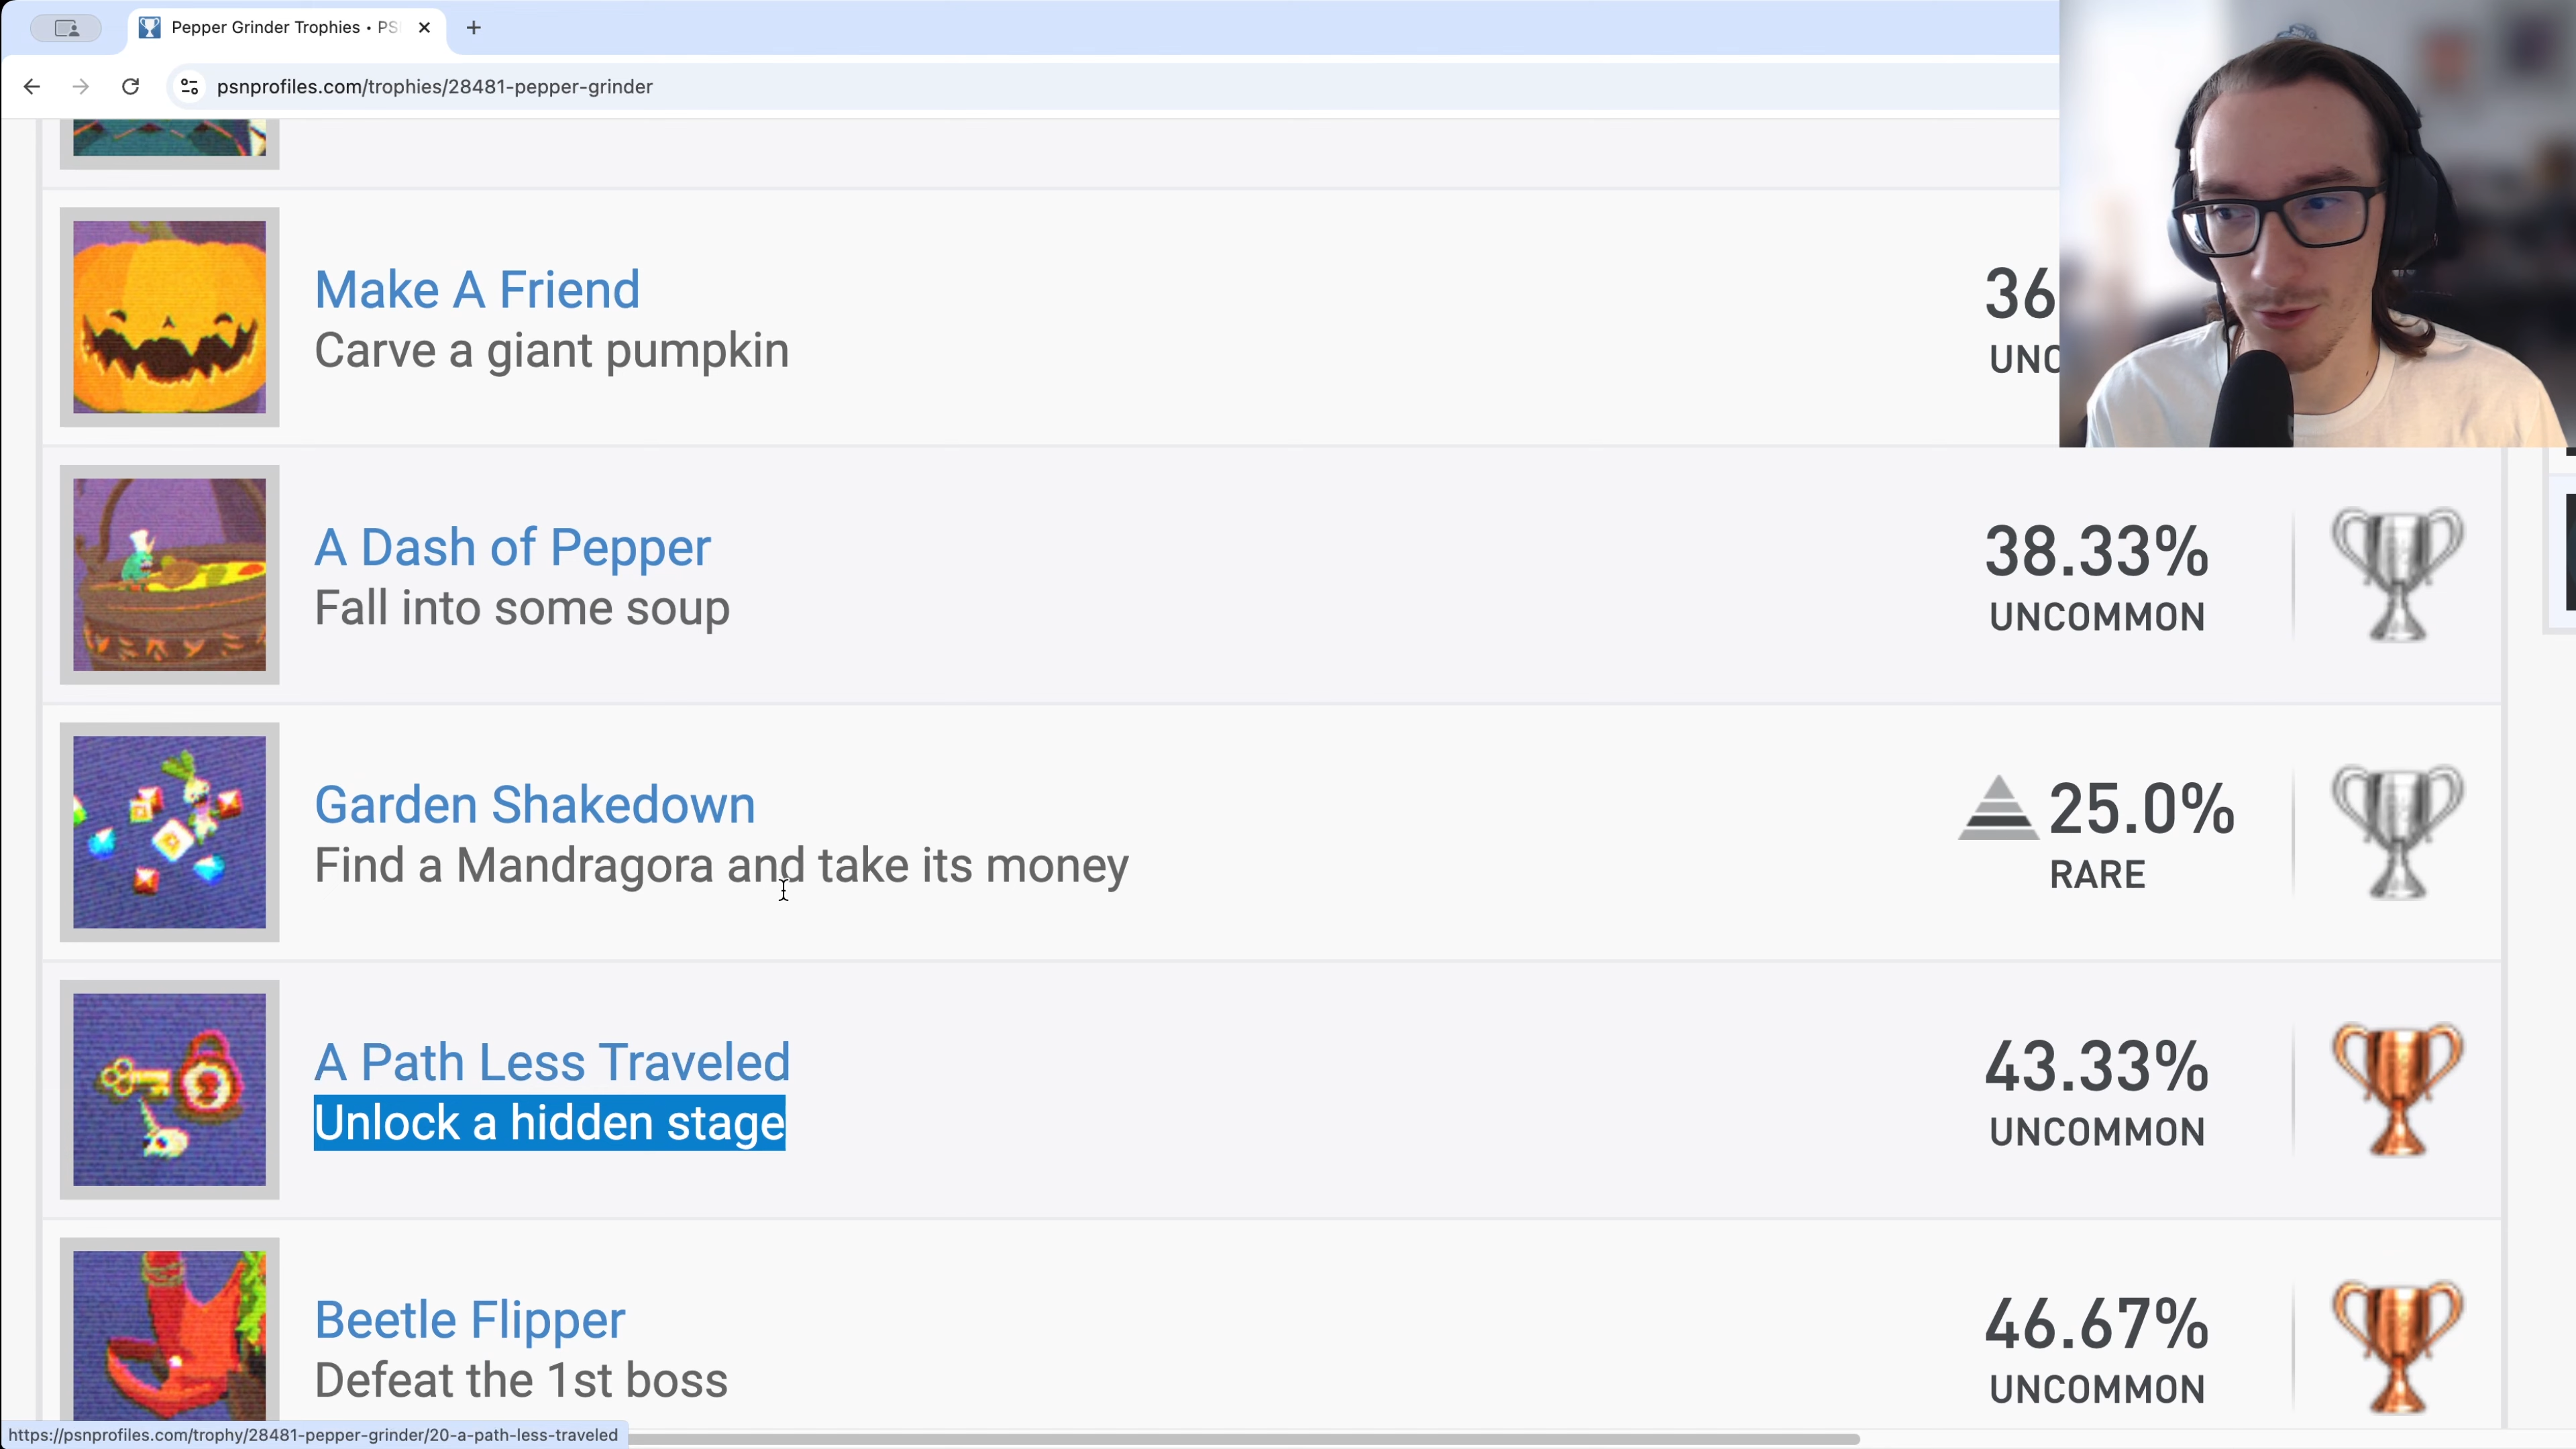 Pepper Grinder Trophies • PS
psnprofiles.com/trophies/28481-pepper-grinder
Make A Friend
Carve a giant pumpkin
36
UNC
A Dash of Pepper
Fall into some soup
38.33%
UNCOMMON
Garden Shakedown
Find a Mandragora and take its money
25.0%
RARE
A Path Less Traveled
Unlock a hidden stage
43.33%
UNCOMMON
Beetle Flipper
Defeat the 1st boss
46.67%
UNCOMMON
https://psnprofiles.com/trophy/28481-pepper-grinder/20-a-path-less-traveled